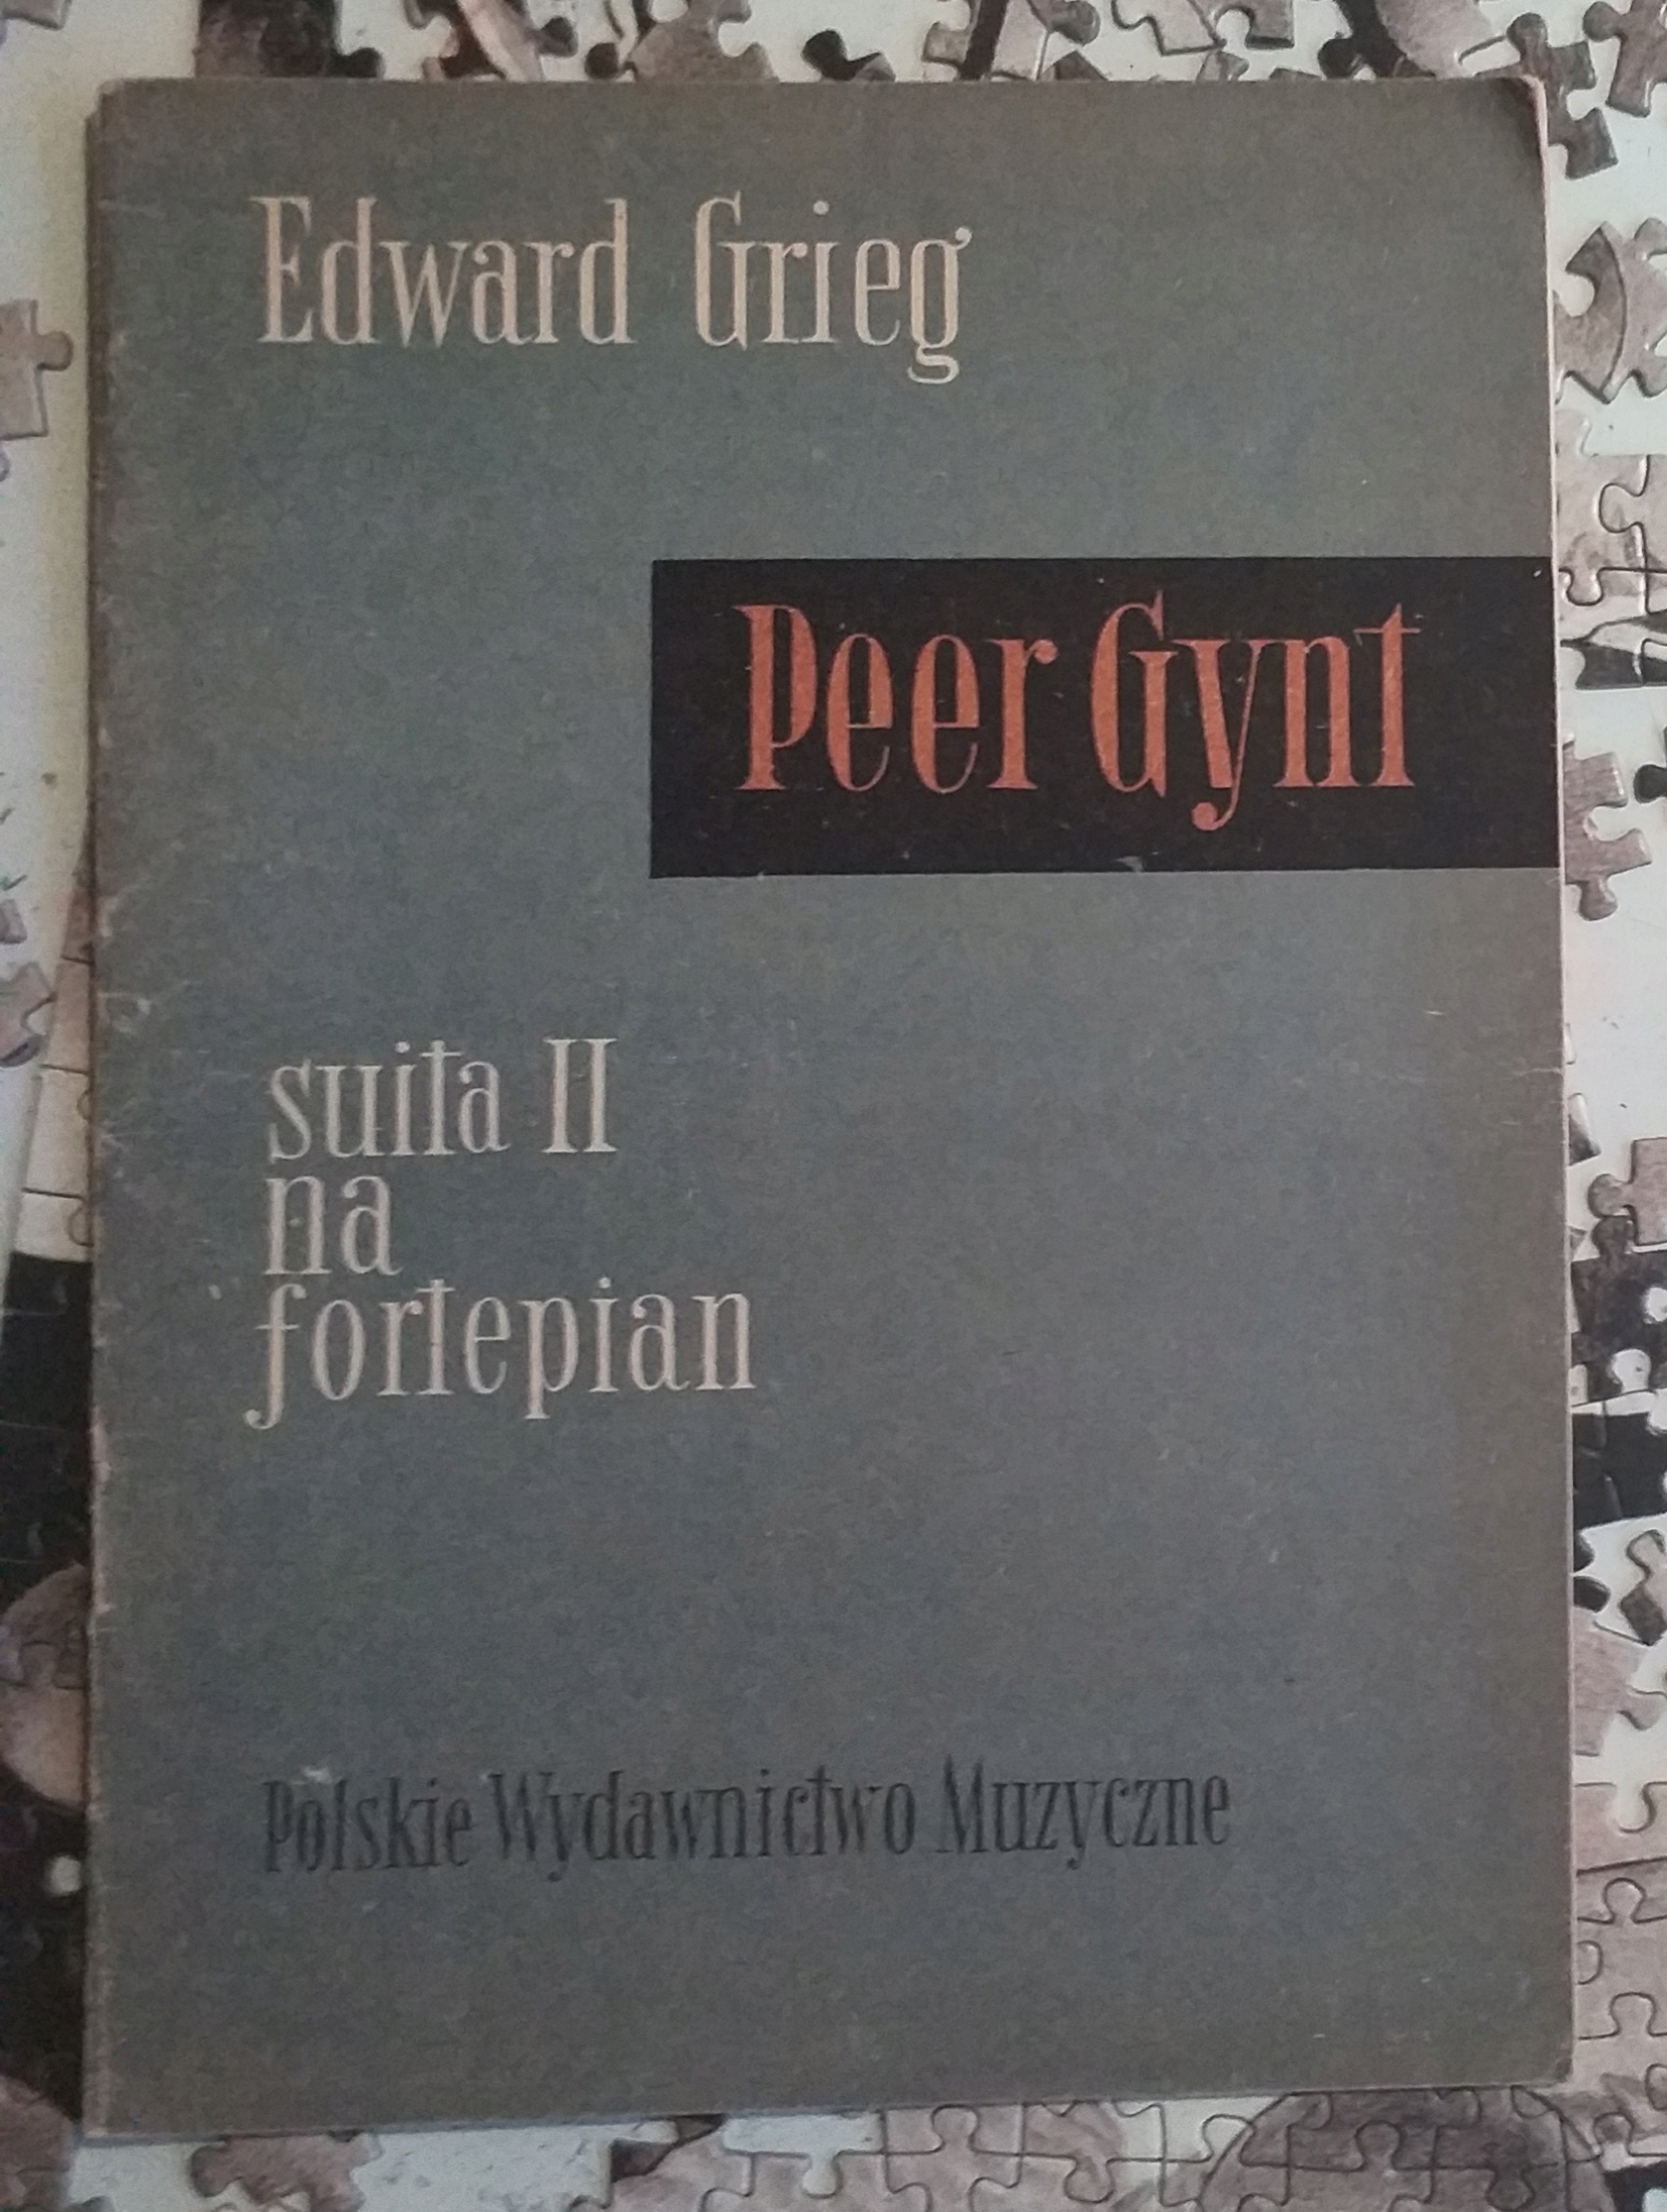 Edward Grieg
Peer Gynt
suita II
na
fortepian
Polskie Wydawnictwo Muzyczne